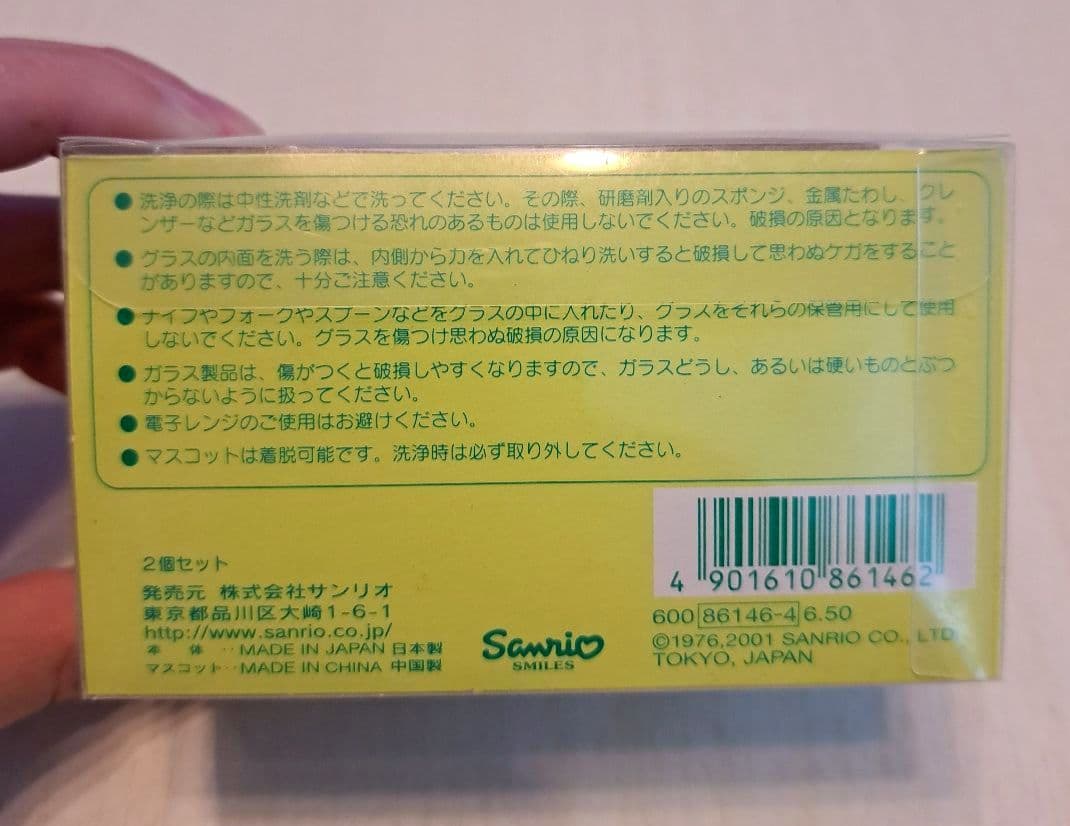 ●洗浄の際は中性洗剤などで洗ってください。その際、研磨剤入りのスポンジ、金属たわし、クレ
ンザーなどガラスを傷つける恐れのあるものは使用しないでください。破損の原因となります。
●グラスの内面を洗う際は、内側から力を入れてひねり洗いすると破損して思わぬケガをすること
がありますので、十分ご注意ください。
●ナイフやフォークやスプーンなどをグラスの中に入れたり、グラスをそれらの保管用にして使用
しないでください。グラスを傷つけ思わぬ破損の原因になります。
●ガラス製品は、傷がつくと破損しやすくなりますので、ガラスどうし、あるいは硬いものとぶつ
からないように扱ってください。
●電子レンジのご使用はお避けください。
●マスコットは着脱可能です。洗浄時は必ず取り外してください。
2個セット
発売元 株式会社サンリオ
東京都品川区大崎1-6-1
http://www.sanrio.co.jp/
本体‥MADE IN JAPAN 日本製
マスコット‥MADE IN CHINA 中国製
Sanrio
SMILES
4 901610 861462
600 86146-4 6.50
©1976,2001 SANRIO CO., LTD.
TOKYO, JAPAN